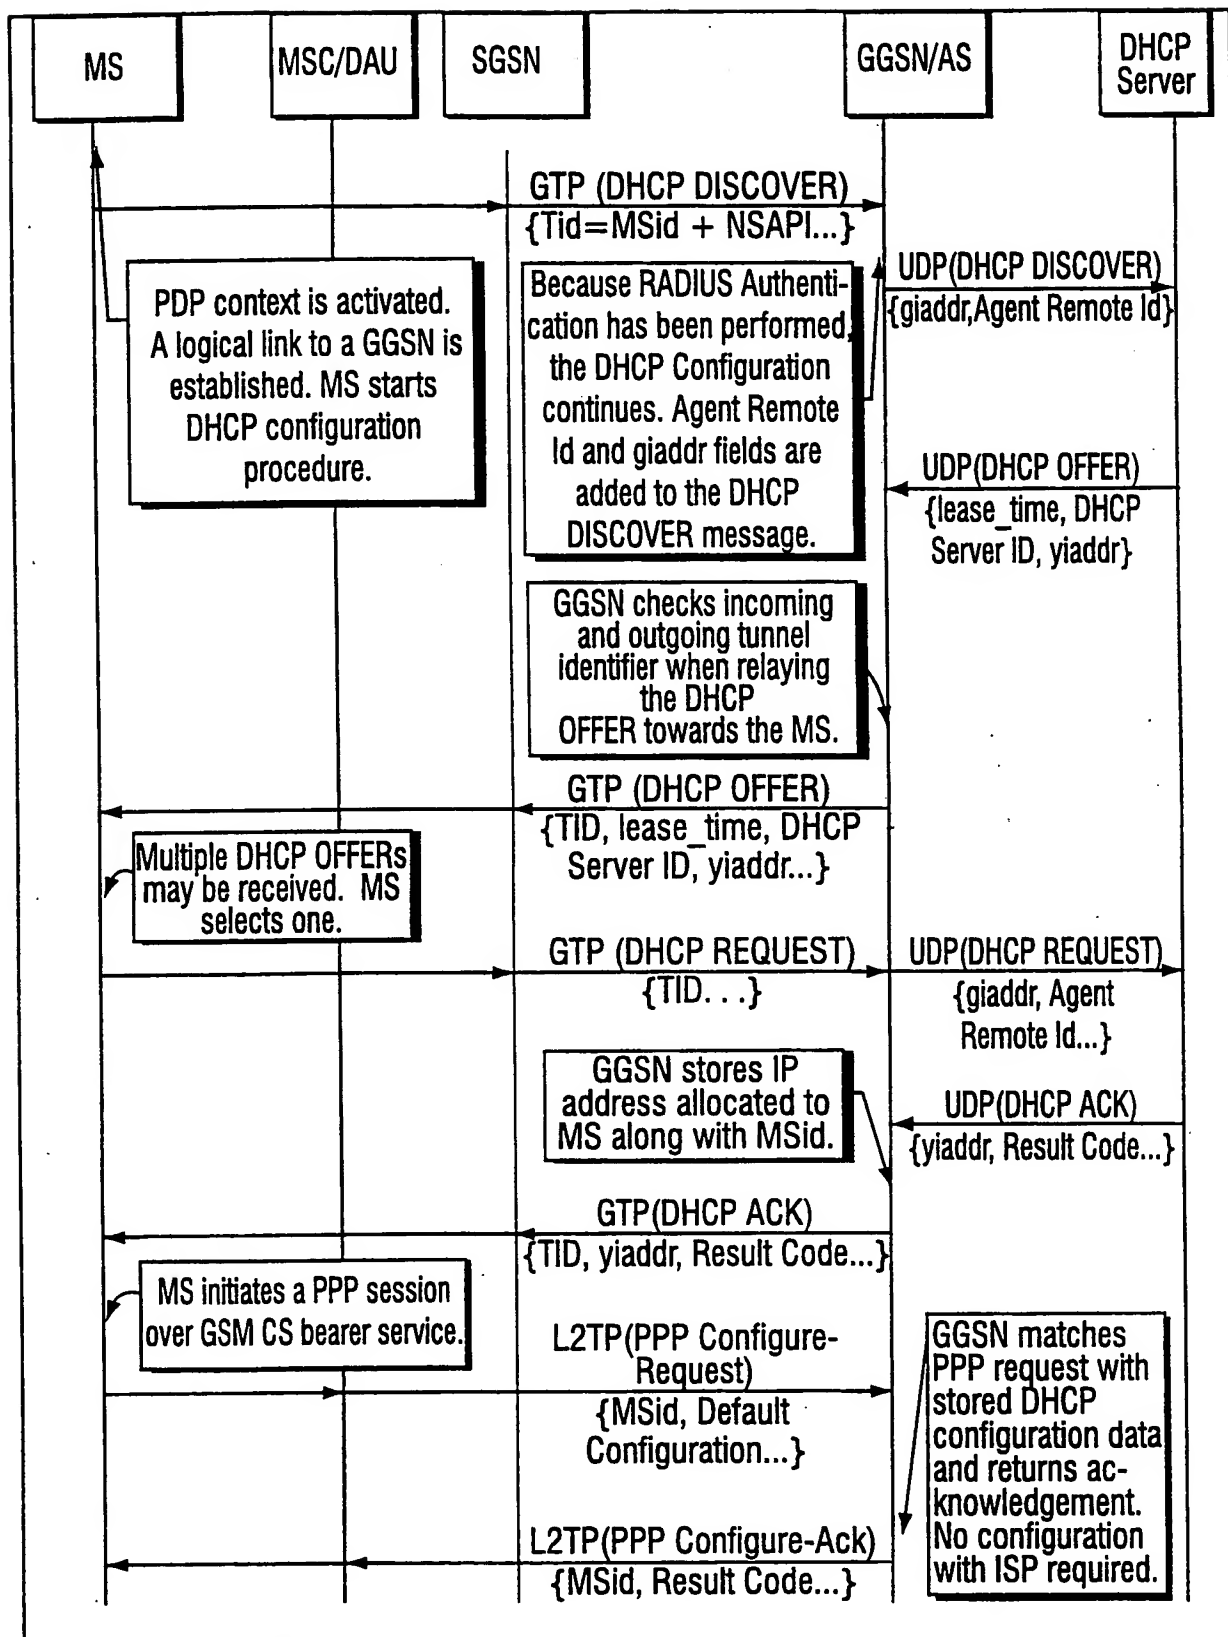 MS
MSC/DAU
SGSN
GGSN/AS
DHCP
Server
GTP (DHCP DISCOVER)
{Tid=MSid + NSAPI...}
PDP context is activated.
A logical link to a GGSN is
established. MS starts
DHCP configuration
procedure.
Because RADIUS Authenti-
cation has been performed,
the DHCP Configuration
continues. Agent Remote
Id and giaddr fields are
added to the DHCP
DISCOVER message.
UDP(DHCP DISCOVER)
{giaddr,Agent Remote Id}
UDP(DHCP OFFER)
{lease_time, DHCP
Server ID, yiaddr}
GGSN checks incoming
and outgoing tunnel
identifier when relaying
the DHCP
OFFER towards the MS.
GTP (DHCP OFFER)
{TID, lease_time, DHCP
Server ID, yiaddr...}
Multiple DHCP OFFERs
may be received. MS
selects one.
GTP (DHCP REQUEST)
{TID. . .}
UDP(DHCP REQUEST)
{giaddr, Agent
Remote Id...}
GGSN stores IP
address allocated to
MS along with MSid.
UDP(DHCP ACK)
{yiaddr, Result Code...}
GTP(DHCP ACK)
{TID, yiaddr, Result Code...}
MS initiates a PPP session
over GSM CS bearer service.
L2TP(PPP Configure-
Request)
{MSid, Default
Configuration...}
GGSN matches
PPP request with
stored DHCP
configuration data
and returns ac-
knowledgement.
No configuration
with ISP required.
L2TP(PPP Configure-Ack)
{MSid, Result Code...}